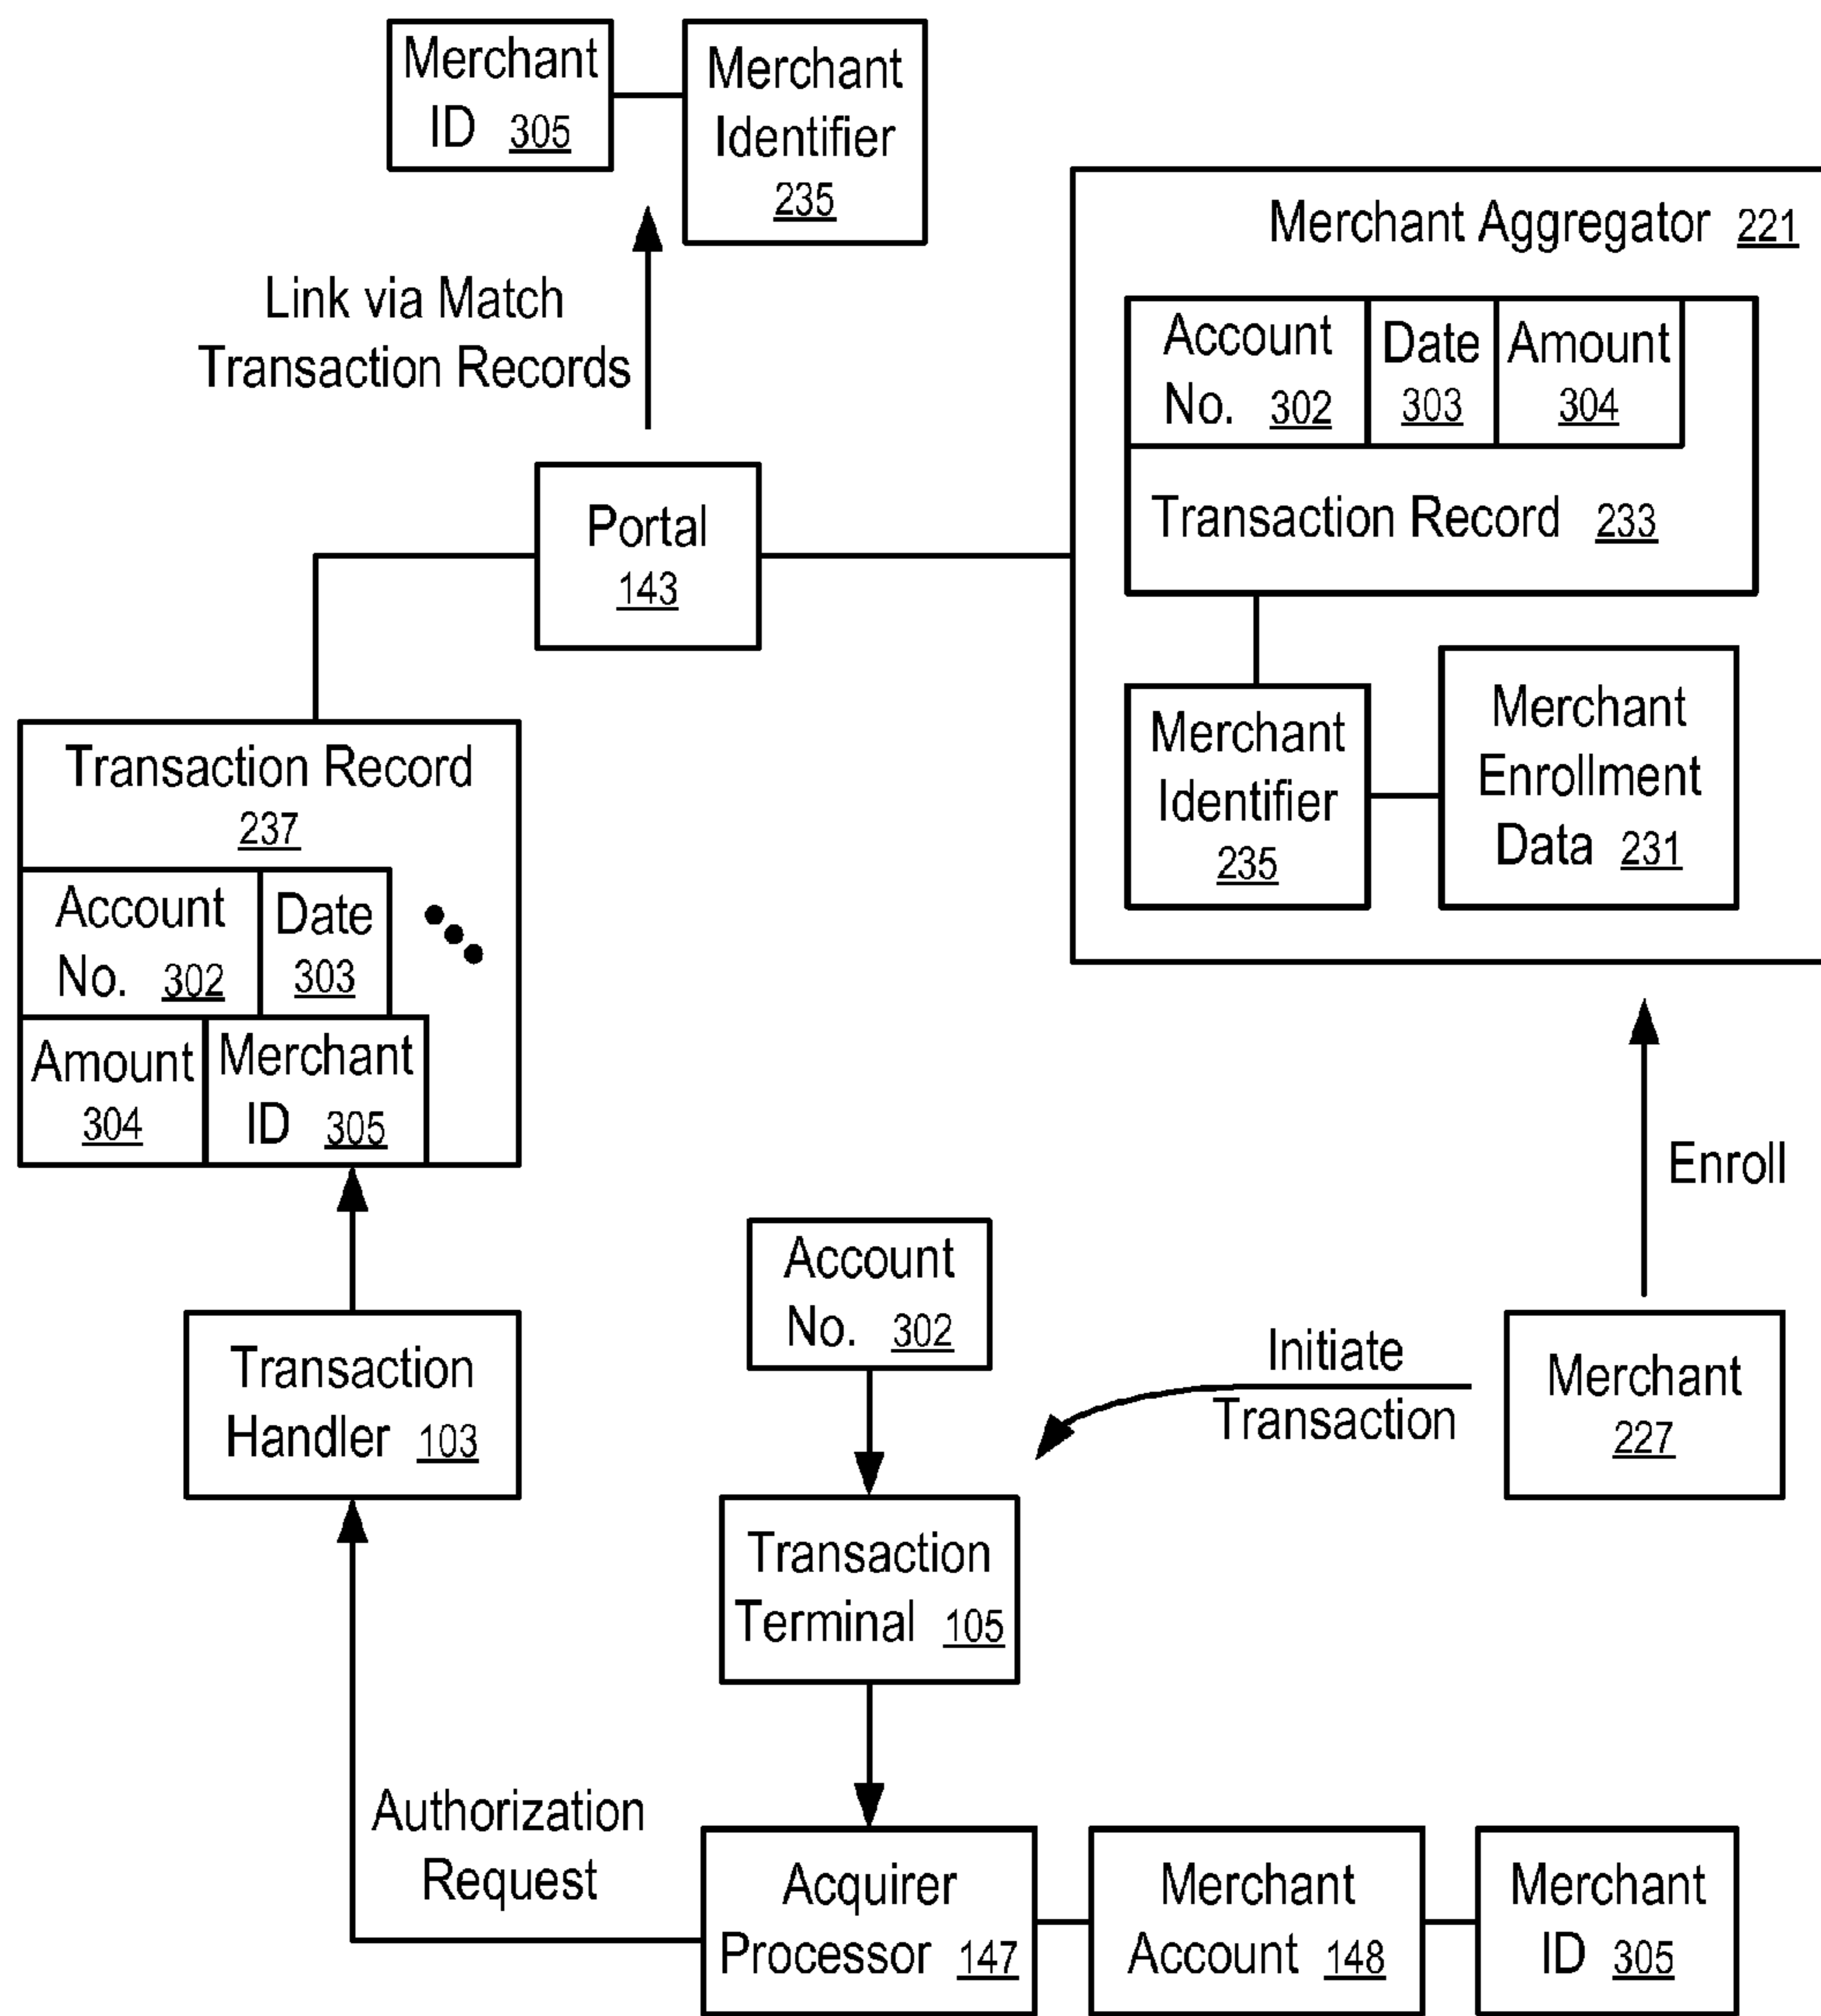 Merchant
ID 305
Merchant
Identifier
235
Link via Match
Transaction Records
Merchant Aggregator 221
Account
No. 302
Date
303
Amount
304
Transaction Record 233
Portal
143
Merchant
Identifier
235
Merchant
Enrollment
Data 231
Transaction Record
237
Account
No. 302
Date
303
Amount
304
Merchant
ID 305
Enroll
Account
No. 302
Transaction
Handler 103
Initiate
Transaction
Merchant
227
Transaction
Terminal 105
Authorization
Request
Acquirer
Processor 147
Merchant
Account 148
Merchant
ID 305